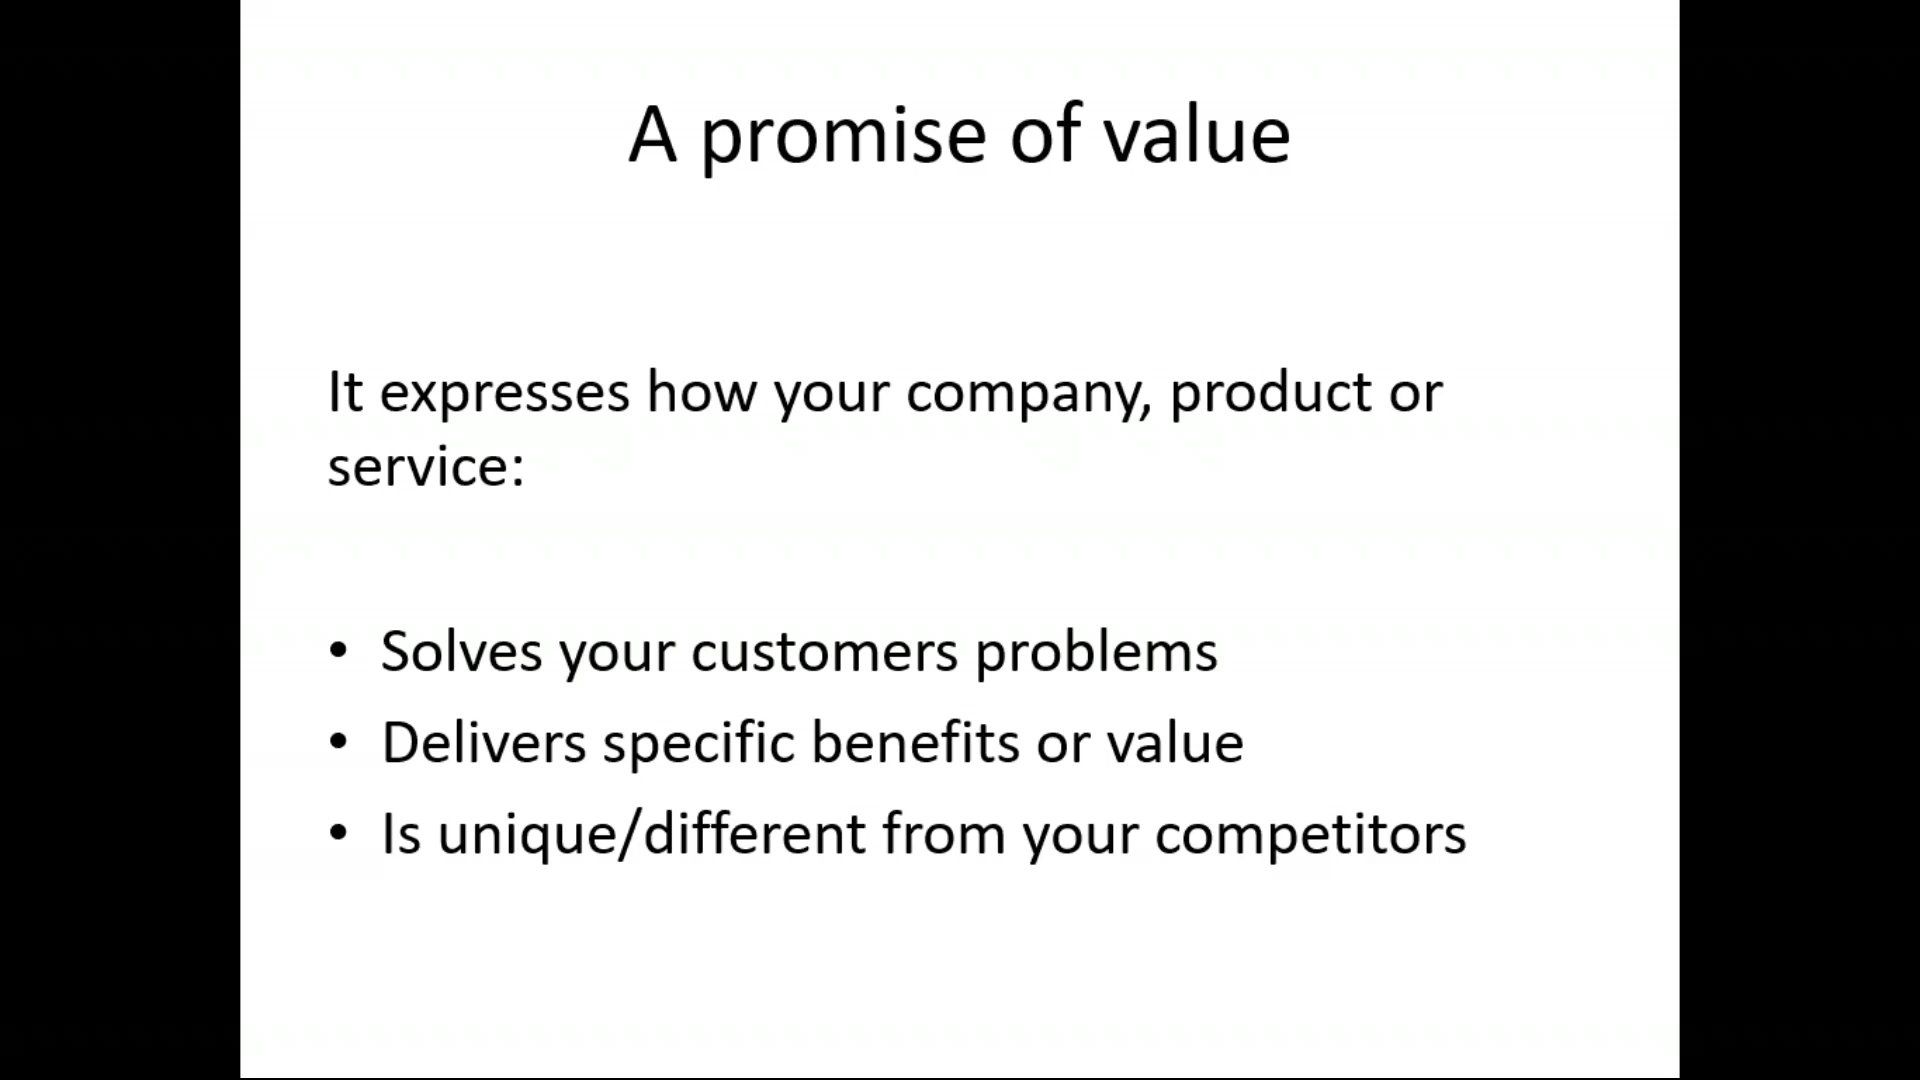 A promise of value
It expresses how your company, product or
service:
• Solves your customers problems
• Delivers specific benefits or value
• Is unique/different from your competitors